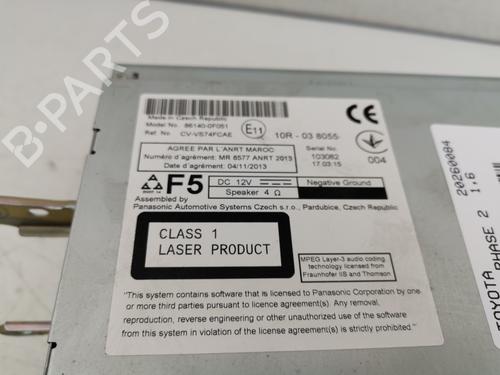 Made in Czech Republic
Model No. 86140-0F051
Ref. No. CV-VS74FCAE
E11
10R - 03 8055
CE
AGREE PAR L'ANRT MAROC
Numéro d'agrément: MR 8577 ANRT 2013
Date d'agrément: 04/11/2013
Serial No.
103082
17.03.15
004
F5
DC 12V
Negative Ground
Speaker 4 Ω
Assembled by
Panasonic Automotive Systems Czech s.r.o., Pardubice, Czech Republic
CLASS 1
LASER PRODUCT
MPEG Layer-3 audio coding
technology licensed from
Fraunhofer IIS and Thomson
"This system contains software that is licensed to Panasonic Corporation by one
or more third parties pursuant to licence agreement(s). Any removal,
reproduction, reverse engineering or other unauthorized use of the software
from this system in violation of the license agreement(s) is strictly prohibited."
20260084
1.6
TOYOTA
PHASE 2